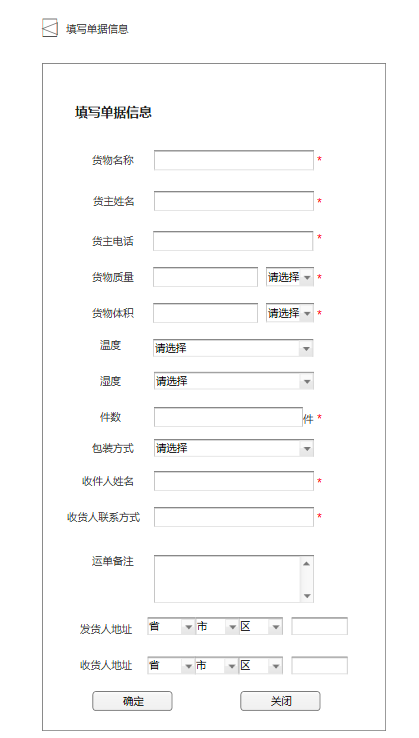 填写单据信息
填写单据信息
货物名称 *
货主姓名 *
货主电话 *
货物质量 请选择 *
货物体积 请选择 *
温度 请选择
湿度 请选择
件数 件 *
包装方式 请选择
收件人姓名 *
收货人联系方式 *
运单备注
发货人地址 省 市 区
收货人地址 省 市 区
确定 关闭